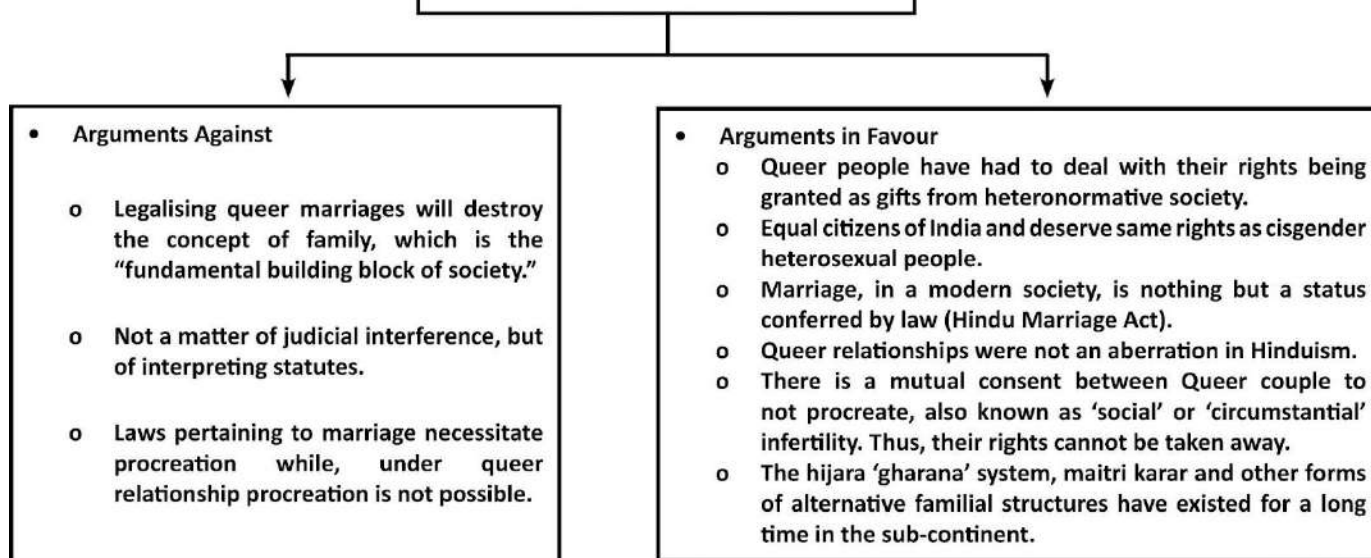 • Arguments Against
o Legalising queer marriages will destroy
the concept of family, which is the
“fundamental building block of society.”
o Not a matter of judicial interference, but
of interpreting statutes.
o Laws pertaining to marriage necessitate
procreation while, under queer
relationship procreation is not possible.
• Arguments in Favour
o Queer people have had to deal with their rights being
granted as gifts from heteronormative society.
o Equal citizens of India and deserve same rights as cisgender
heterosexual people.
o Marriage, in a modern society, is nothing but a status
conferred by law (Hindu Marriage Act).
o Queer relationships were not an aberration in Hinduism.
o There is a mutual consent between Queer couple to
not procreate, also known as ‘social’ or ‘circumstantial’
infertility. Thus, their rights cannot be taken away.
o The hijara ‘gharana’ system, maitri karar and other forms
of alternative familial structures have existed for a long
time in the sub-continent.